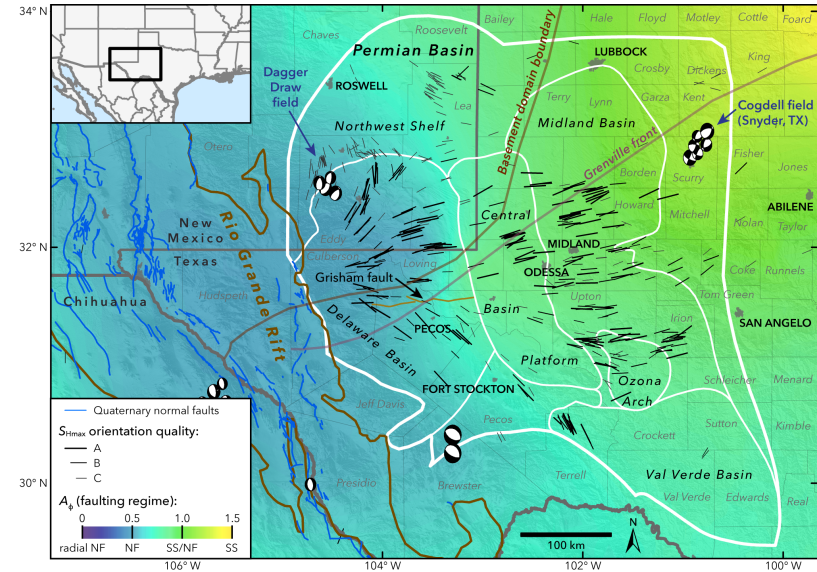 34° N
32° N
30° N
106° W
104° W
102° W
100° W
Chaves
Roosevelt
Bailey
Hale
Floyd
Motley
Cottle
Foard
Permian Basin
LUBBOCK
King
Crosby
Dickens
Dagger
Draw
field
ROSWELL
Lea
Basement domain boundary
Terry
Lynn
Garza
Kent
Cogdell field
(Snyder, TX)
Northwest Shelf
Midland Basin
Grenville front
Otero
Fisher
Jones
Borden
Scurry
ABILENE
New
Mexico
Texas
Rio Grande Rift
Eddy
Culberson
Loving
Central
Howard
Mitchell
Nolan
Taylor
MIDLAND
ODESSA
Grisham fault
Coke
Runnels
Chihuahua
Hudspeth
Upton
Tom Green
Basin
Irion
SAN ANGELO
PECOS
Delaware Basin
Platform
Ozona
Arch
Schleicher
Menard
FORT STOCKTON
Jeff Davis
Pecos
Crockett
Sutton
Kimble
Val Verde Basin
Presidio
Brewster
Terrell
Val Verde
Edwards
Real
Quaternary normal faults
SHmax orientation quality:
A
B
C
Aϕ (faulting regime):
0
0.5
1.0
1.5
radial NF
NF
SS/NF
SS
100 km
N